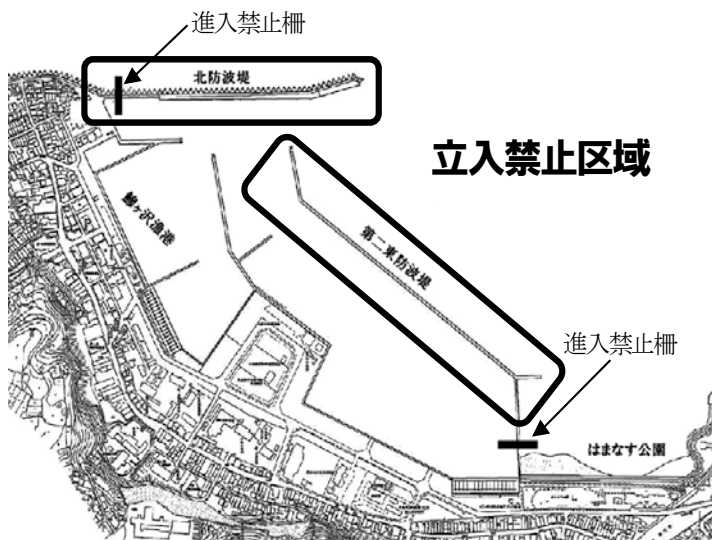 進入禁止柵
北防波堤
立入禁止区域
鰺ヶ沢漁港
第二東防波堤
進入禁止柵
はまなす公園